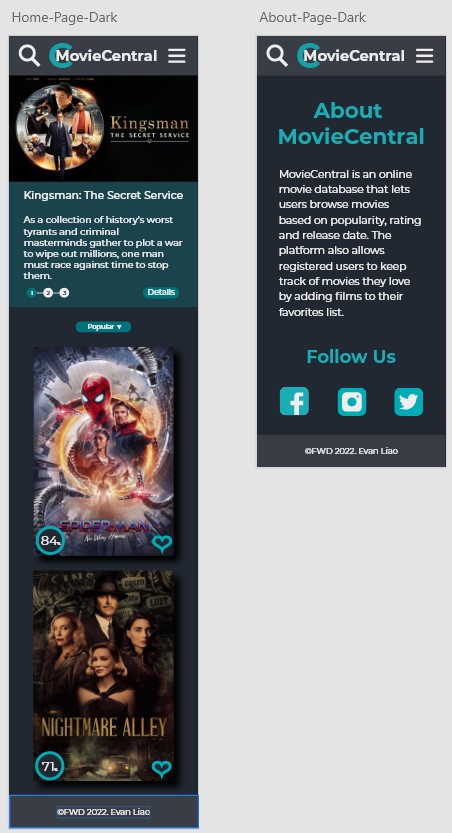 Home-Page-Dark
MovieCentral
Kingsman
THE SECRET SERVICE
Kingsman: The Secret Service
As a collection of history's worst
tyrants and criminal
masterminds gather to plot a war
to wipe out millions, one man
must race against time to stop
them.
1 2 3
Details
Popular ▼
SPIDER-MAN
No Way Home
84%
NIGHTMARE ALLEY
71%
©FWD 2022. Evan Liao
About-Page-Dark
MovieCentral
About
MovieCentral
MovieCentral is an online
movie database that lets
users browse movies
based on popularity, rating
and release date. The
platform also allows
registered users to keep
track of movies they love
by adding films to their
favorites list.
Follow Us
©FWD 2022. Evan Liao